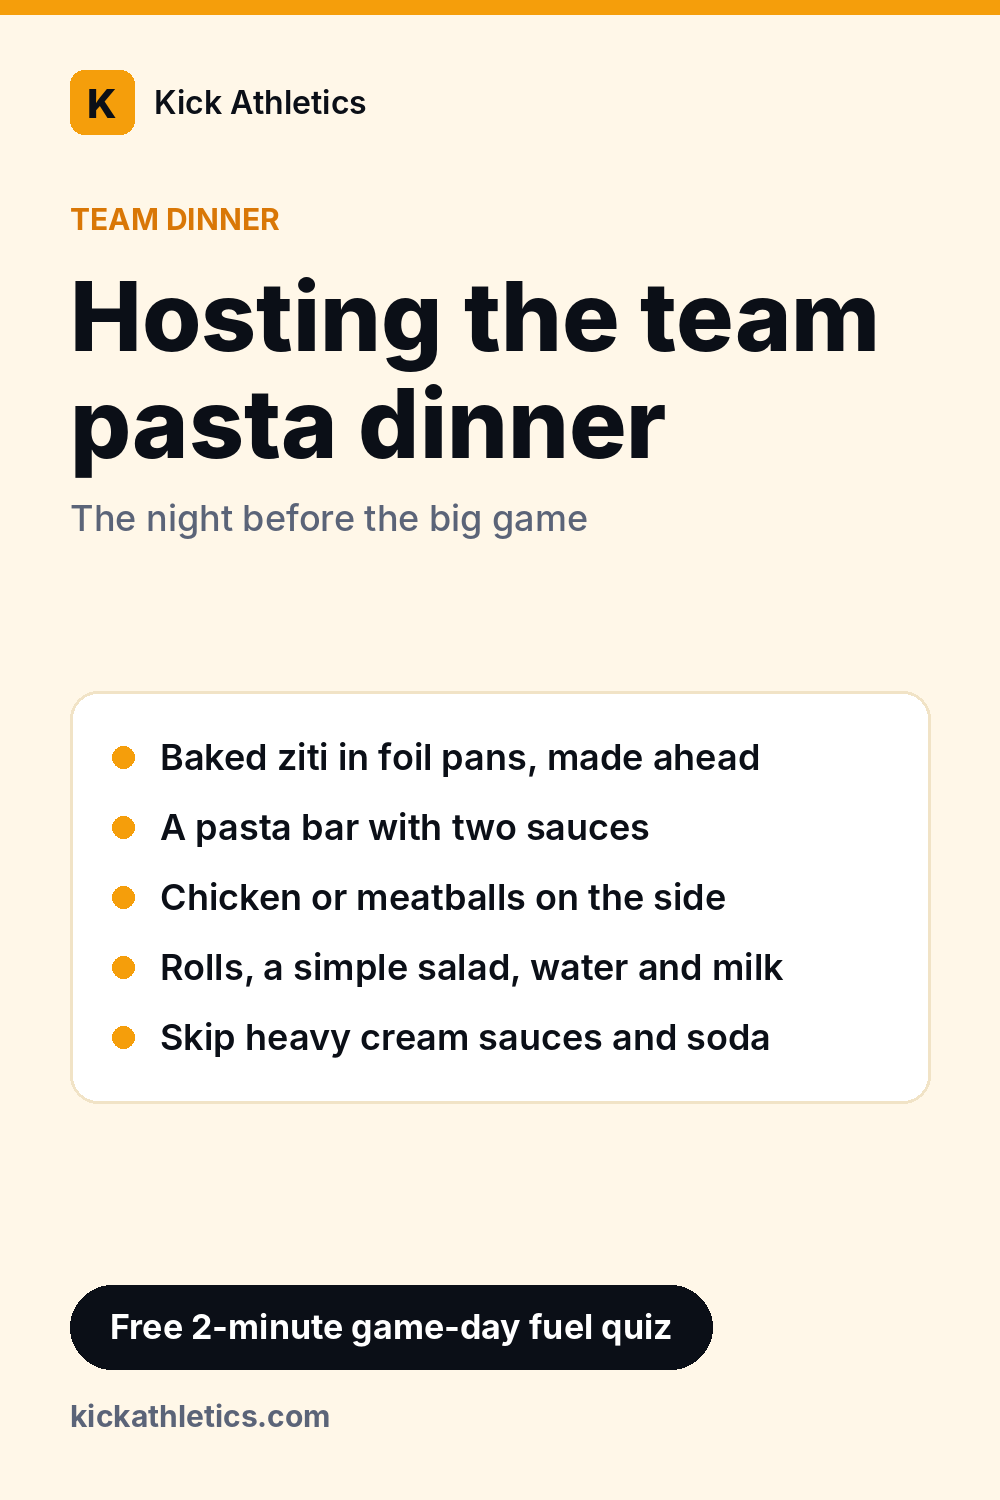 K
Kick Athletics
TEAM DINNER
Hosting the team
pasta dinner
The night before the big game
Baked ziti in foil pans, made ahead
A pasta bar with two sauces
Chicken or meatballs on the side
Rolls, a simple salad, water and milk
Skip heavy cream sauces and soda
Free 2-minute game-day fuel quiz
kickathletics.com